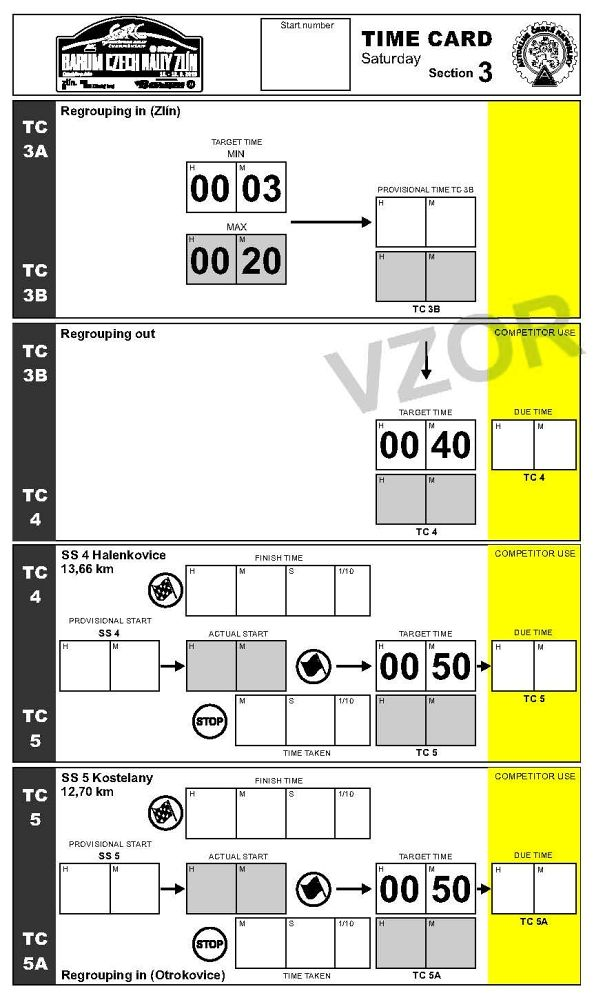 BARUM CZECH RALLY ZLÍN
Start number
TIME CARD
Saturday
Section 3
TC
3A
Regrouping in (Zlín)
TARGET TIME
MIN
H M
00 03
PROVISIONAL TIME TC 3B
H M
MAX
H M
00 20
H M
TC 3B
TC
3B
VZOR
TC
3B
Regrouping out
COMPETITOR USE
TARGET TIME
DUE TIME
H M
00 40
H M
TC 4
H M
TC 4
TC
4
TC
4
SS 4 Halenkovice
13,66 km
FINISH TIME
COMPETITOR USE
H M S 1/10
PROVISIONAL START
SS 4
ACTUAL START
TARGET TIME
DUE TIME
H M
H M
H M
00 50
H M
TC 5
STOP
M S 1/10
H M
TIME TAKEN
TC 5
TC
5
TC
5
SS 5 Kostelany
12,70 km
FINISH TIME
COMPETITOR USE
H M S 1/10
PROVISIONAL START
SS 5
ACTUAL START
TARGET TIME
DUE TIME
H M
H M
H M
00 50
H M
TC 5A
STOP
M S 1/10
H M
TIME TAKEN
TC 5A
TC
5A
Regrouping in (Otrokovice)